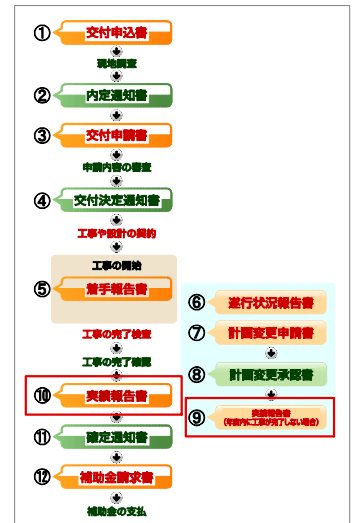 ① 交付申込書
現地調査
② 内定通知書
③ 交付申請書
申請内容の審査
④ 交付決定通知書
工事や設計の契約
工事の開始
⑤ 着手報告書
工事の完了検査
工事の完了確認
⑩ 実績報告書
⑪ 確定通知書
⑫ 補助金請求書
補助金の支払
⑥ 遂行状況報告書
⑦ 計画変更申請書
⑧ 計画変更承認書
⑨ 実績報告書
(年度内に工事が完了しない場合)